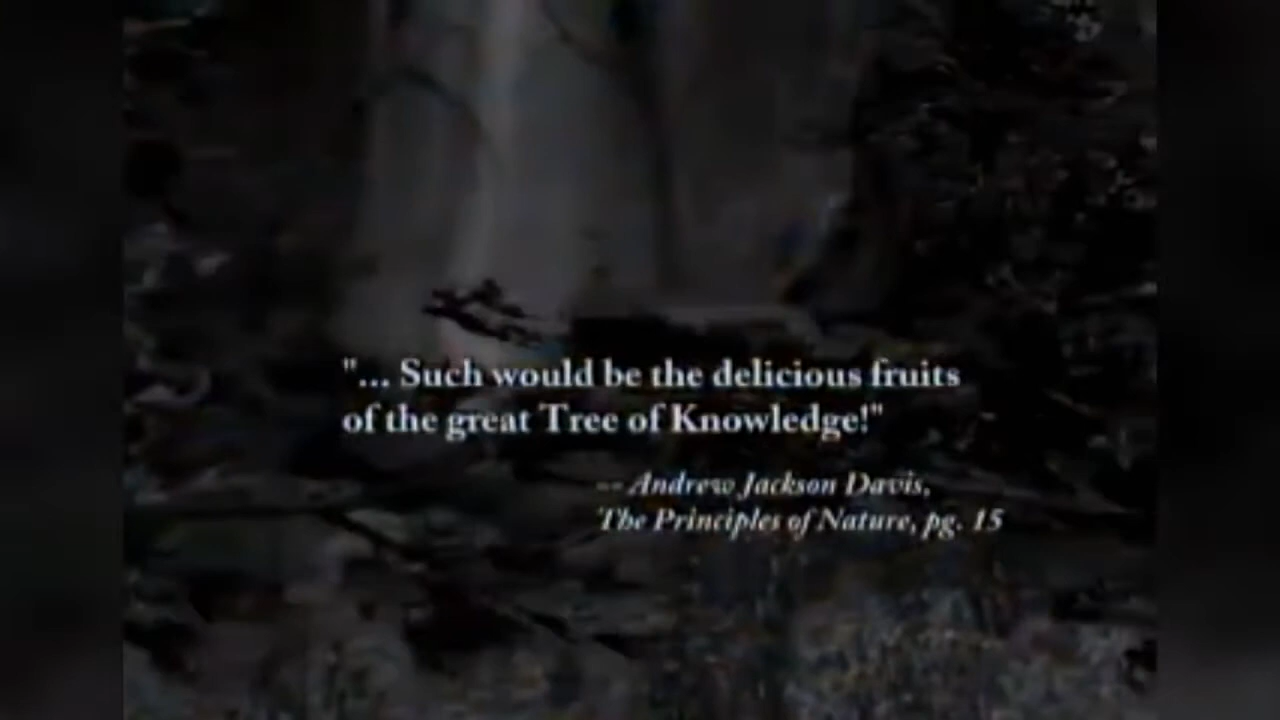 "... Such would be the delicious fruits
of the great Tree of Knowledge!"
-- Andrew Jackson Davis,
The Principles of Nature, pg. 15